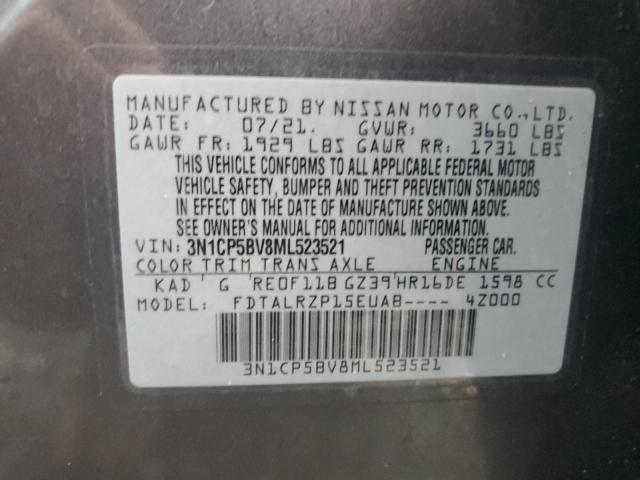 MANUFACTURED BY NISSAN MOTOR CO., LTD.
DATE: 07/21. GVWR: 3660 LBS
GAWR FR: 1929 LBS GAWR RR: 1731 LBS
THIS VEHICLE CONFORMS TO ALL APPLICABLE FEDERAL MOTOR
VEHICLE SAFETY, BUMPER AND THEFT PREVENTION STANDARDS
IN EFFECT ON THE DATE OF MANUFACTURE SHOWN ABOVE.
SEE OWNER'S MANUAL FOR ADDITIONAL INFORMATION.
VIN: 3N1CP5BV8ML523521 PASSENGER CAR.
COLOR TRIM TRANS AXLE ENGINE
KAD G RE0F11B GZ39 HR16DE 1598 CC
MODEL: FDTALRZP15EUAB---- 4Z000
3N1CP5BV8ML523521